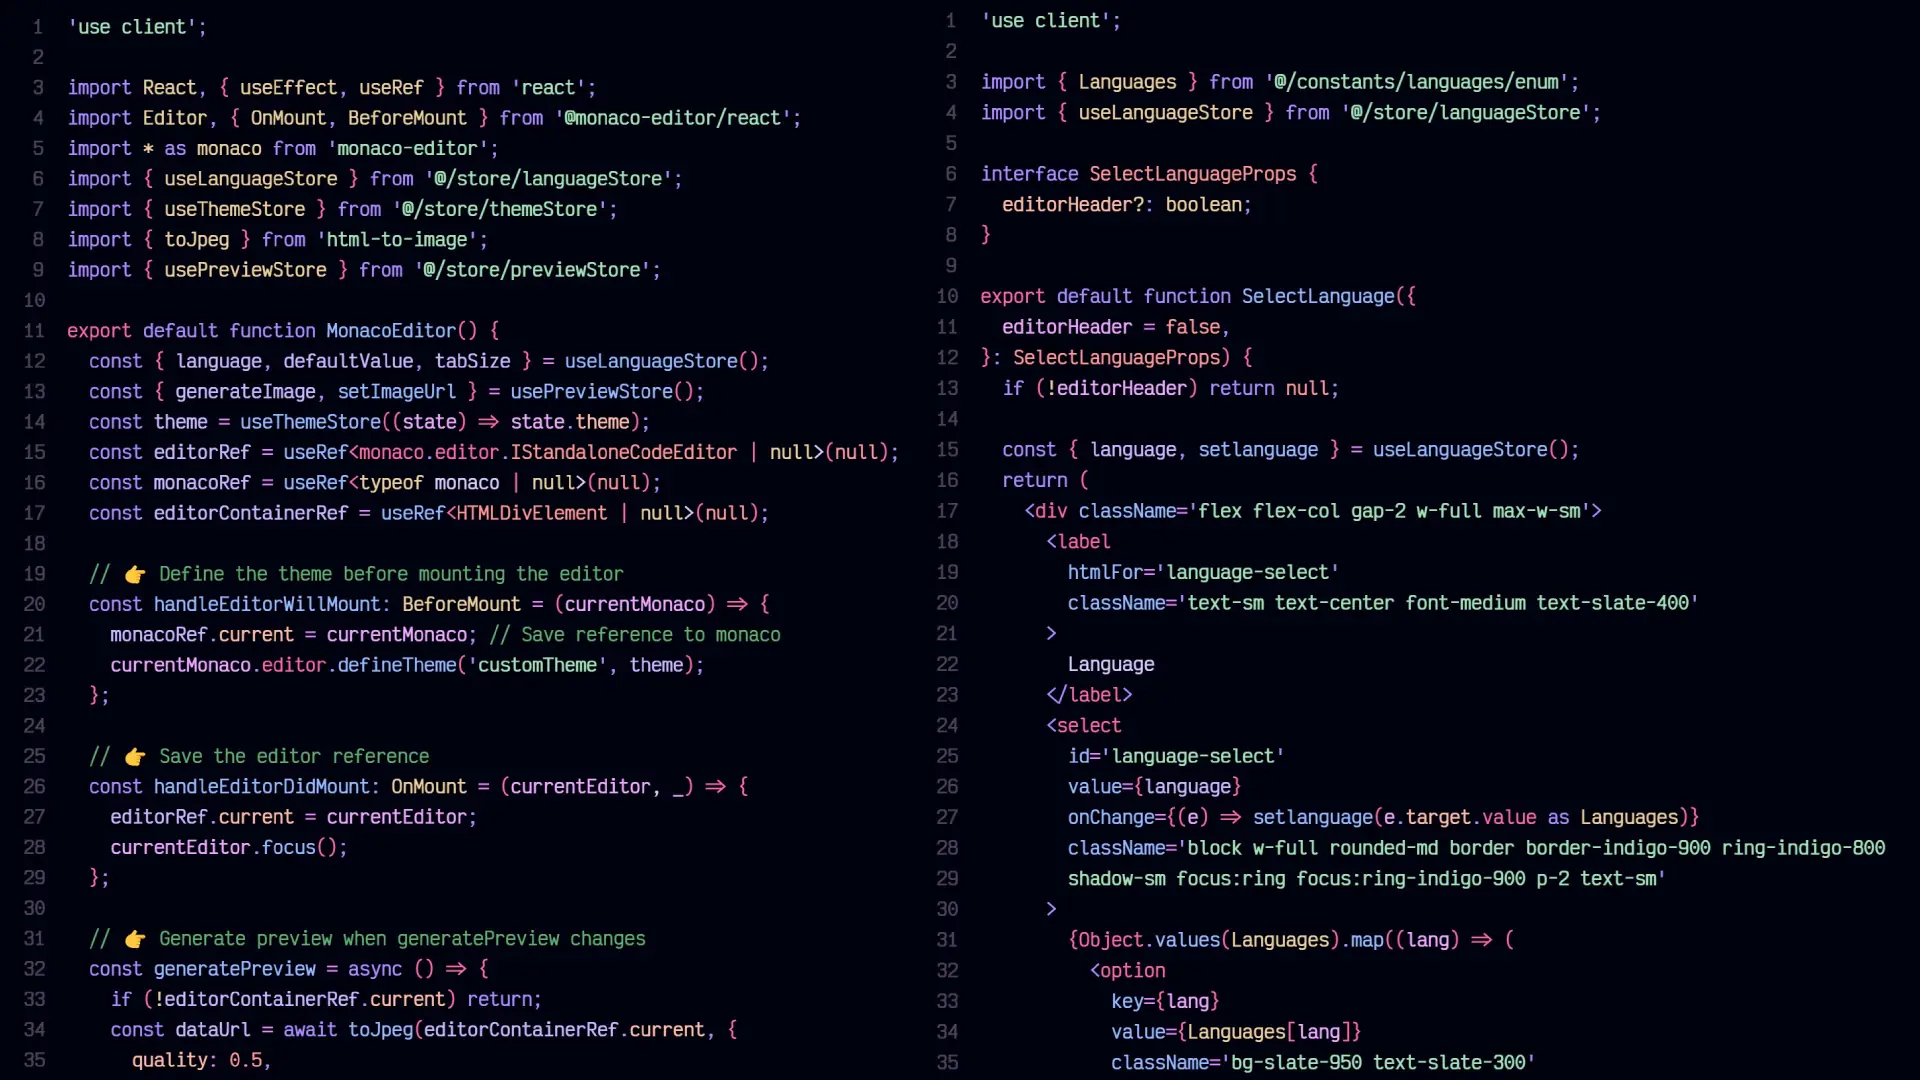 1 'use client';
2
3 import React, { useEffect, useRef } from 'react';
4 import Editor, { OnMount, BeforeMount } from '@monaco-editor/react';
5 import * as monaco from 'monaco-editor';
6 import { useLanguageStore } from '@/store/languageStore';
7 import { useThemeStore } from '@/store/themeStore';
8 import { toJpeg } from 'html-to-image';
9 import { usePreviewStore } from '@/store/previewStore';
10
11 export default function MonacoEditor() {
12 const { language, defaultValue, tabSize } = useLanguageStore();
13 const { generateImage, setImageUrl } = usePreviewStore();
14 const theme = useThemeStore((state) => state.theme);
15 const editorRef = useRef<monaco.editor.IStandaloneCodeEditor | null>(null);
16 const monacoRef = useRef<typeof monaco | null>(null);
17 const editorContainerRef = useRef<HTMLDivElement | null>(null);
18
19 // 👉 Define the theme before mounting the editor
20 const handleEditorWillMount: BeforeMount = (currentMonaco) => {
21 monacoRef.current = currentMonaco; // Save reference to monaco
22 currentMonaco.editor.defineTheme('customTheme', theme);
23 };
24
25 // 👉 Save the editor reference
26 const handleEditorDidMount: OnMount = (currentEditor, _) => {
27 editorRef.current = currentEditor;
28 currentEditor.focus();
29 };
30
31 // 👉 Generate preview when generatePreview changes
32 const generatePreview = async () => {
33 if (!editorContainerRef.current) return;
34 const dataUrl = await toJpeg(editorContainerRef.current, {
35 quality: 0.5,
1 'use client';
2
3 import { Languages } from '@/constants/languages/enum';
4 import { useLanguageStore } from '@/store/languageStore';
5
6 interface SelectLanguageProps {
7 editorHeader?: boolean;
8 }
9
10 export default function SelectLanguage({
11 editorHeader = false,
12 }: SelectLanguageProps) {
13 if (!editorHeader) return null;
14
15 const { language, setlanguage } = useLanguageStore();
16 return (
17 <div className='flex flex-col gap-2 w-full max-w-sm'>
18 <label
19 htmlFor='language-select'
20 className='text-sm text-center font-medium text-slate-400'
21 >
22 Language
23 </label>
24 <select
25 id='language-select'
26 value={language}
27 onChange={(e) => setlanguage(e.target.value as Languages)}
28 className='block w-full rounded-md border border-indigo-900 ring-indigo-800
29 shadow-sm focus:ring focus:ring-indigo-900 p-2 text-sm'
30 >
31 {Object.values(Languages).map((lang) => (
32 <option
33 key={lang}
34 value={Languages[lang]}
35 className='bg-slate-950 text-slate-300'